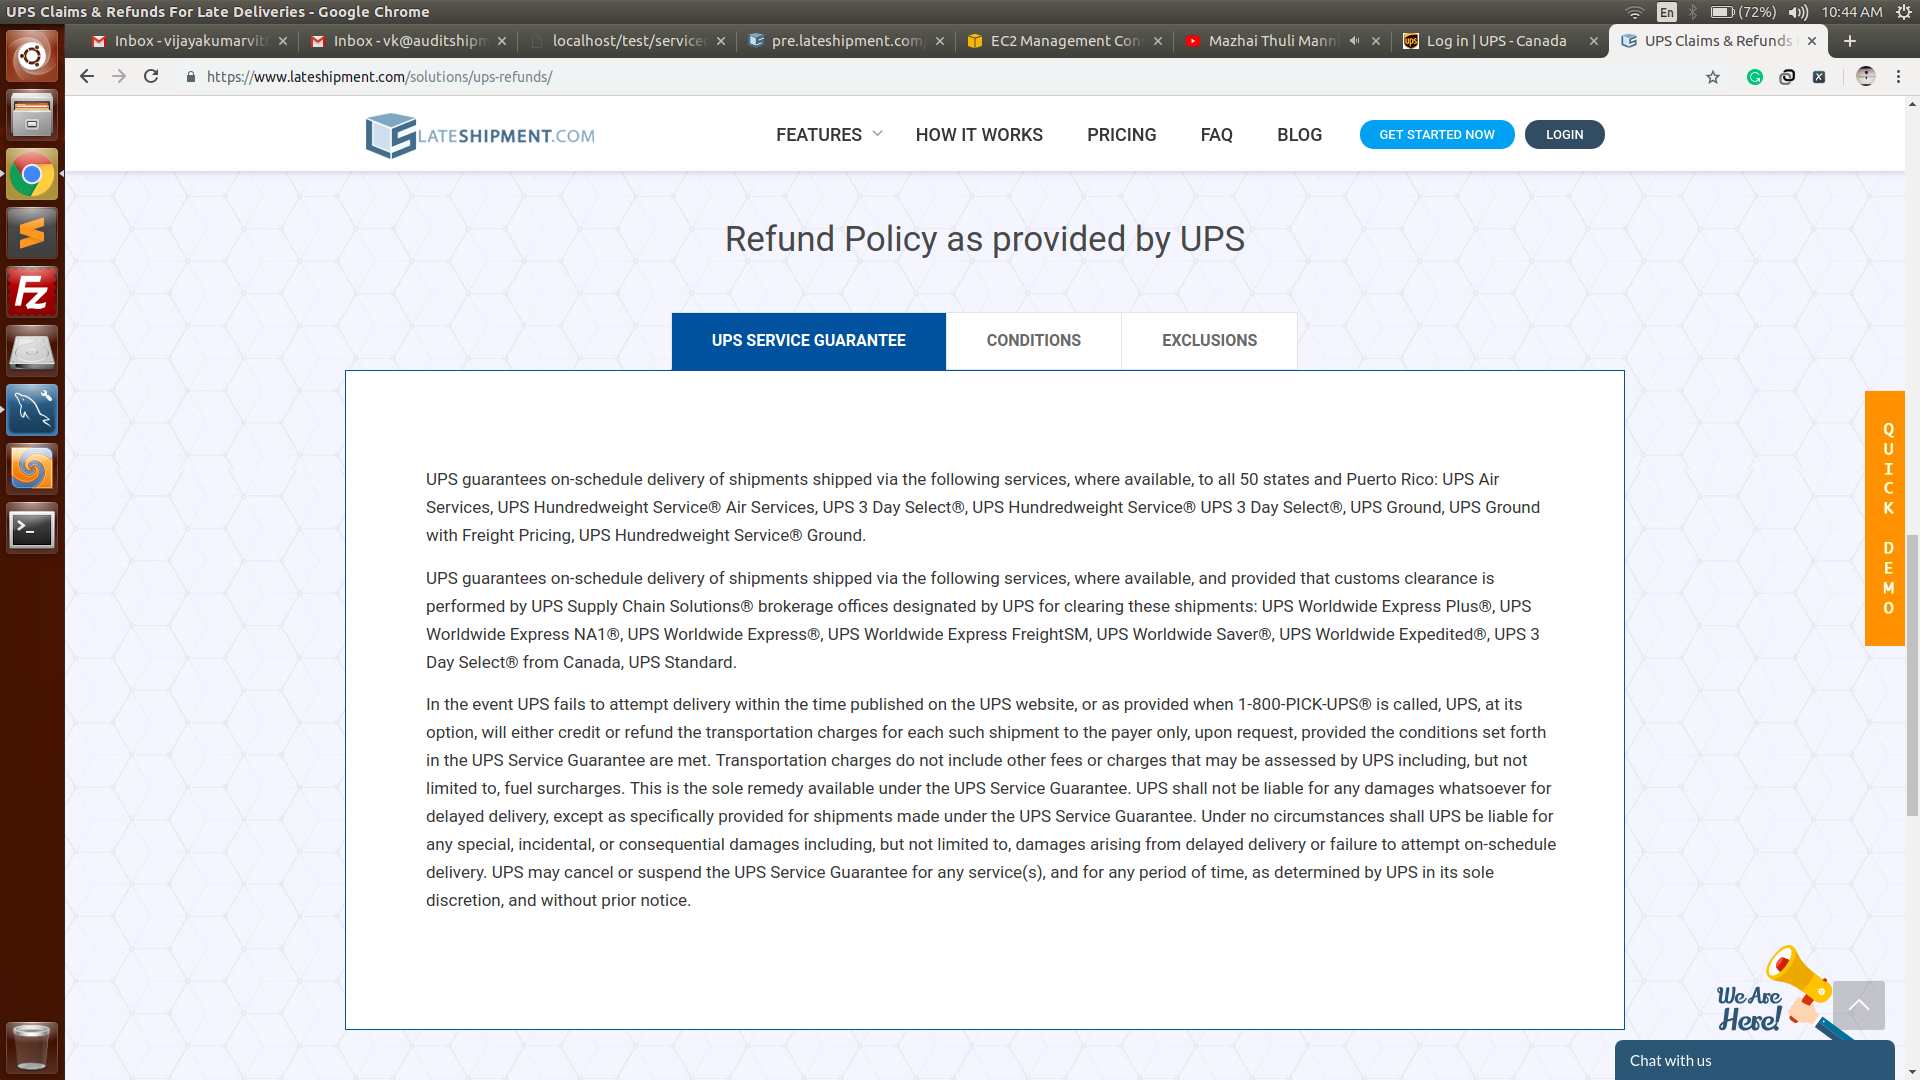 UPS Claims & Refunds For Late Deliveries - Google Chrome
En
(72%)
10:44 AM
Inbox - vijayakumarvit
Inbox - vk@auditshipm
localhost/test/service
pre.lateshipment.com/
EC2 Management Con
Mazhai Thuli Manni
Log in | UPS - Canada
UPS Claims & Refunds
https://www.lateshipment.com/solutions/ups-refunds/
LATESHIPMENT.COM
FEATURES
HOW IT WORKS
PRICING
FAQ
BLOG
GET STARTED NOW
LOGIN
Refund Policy as provided by UPS
UPS SERVICE GUARANTEE
CONDITIONS
EXCLUSIONS
UPS guarantees on-schedule delivery of shipments shipped via the following services, where available, to all 50 states and Puerto Rico: UPS Air
Services, UPS Hundredweight Service® Air Services, UPS 3 Day Select®, UPS Hundredweight Service® UPS 3 Day Select®, UPS Ground, UPS Ground
with Freight Pricing, UPS Hundredweight Service® Ground.
UPS guarantees on-schedule delivery of shipments shipped via the following services, where available, and provided that customs clearance is
performed by UPS Supply Chain Solutions® brokerage offices designated by UPS for clearing these shipments: UPS Worldwide Express Plus®, UPS
Worldwide Express NA1®, UPS Worldwide Express®, UPS Worldwide Express FreightSM, UPS Worldwide Saver®, UPS Worldwide Expedited®, UPS 3
Day Select® from Canada, UPS Standard.
In the event UPS fails to attempt delivery within the time published on the UPS website, or as provided when 1-800-PICK-UPS® is called, UPS, at its
option, will either credit or refund the transportation charges for each such shipment to the payer only, upon request, provided the conditions set forth
in the UPS Service Guarantee are met. Transportation charges do not include other fees or charges that may be assessed by UPS including, but not
limited to, fuel surcharges. This is the sole remedy available under the UPS Service Guarantee. UPS shall not be liable for any damages whatsoever for
delayed delivery, except as specifically provided for shipments made under the UPS Service Guarantee. Under no circumstances shall UPS be liable for
any special, incidental, or consequential damages including, but not limited to, damages arising from delayed delivery or failure to attempt on-schedule
delivery. UPS may cancel or suspend the UPS Service Guarantee for any service(s), and for any period of time, as determined by UPS in its sole
discretion, and without prior notice.
QUICK DEMO
We Are
Here!
Chat with us